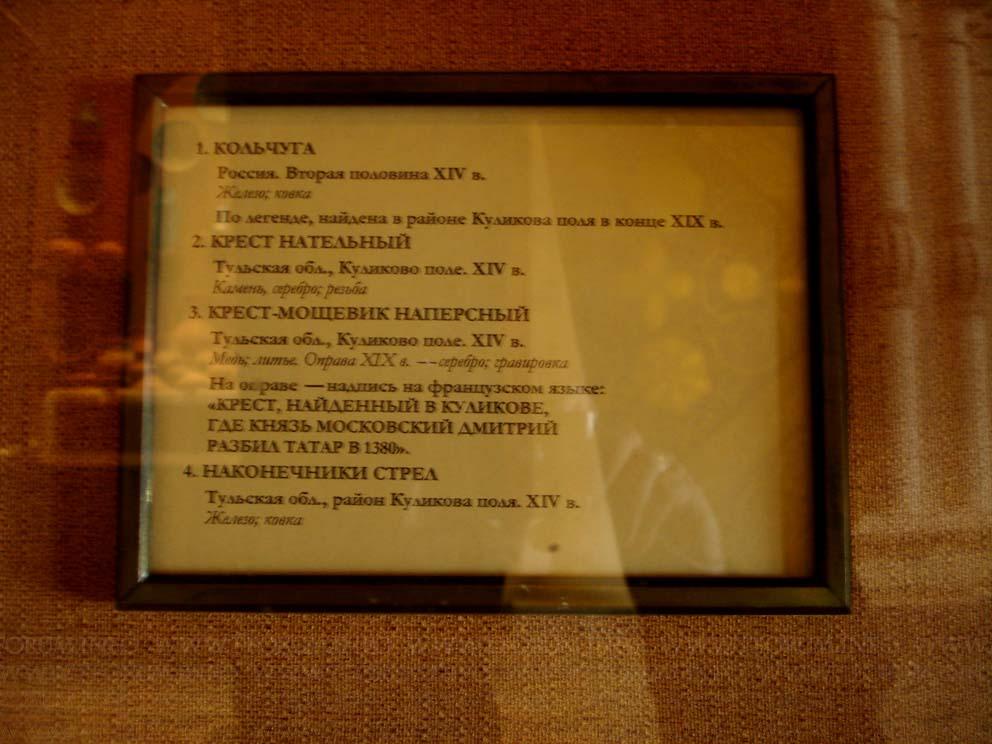 1. КОЛЬЧУГА
Россия. Вторая половина XIV в.
Железо; ковка
По легенде, найдена в районе Куликова поля в конце XIX в.
2. КРЕСТ НАТЕЛЬНЫЙ
Тульская обл., Куликово поле. XIV в.
Камень, серебро; резьба
3. КРЕСТ-МОЩЕВИК НАПЕРСНЫЙ
Тульская обл., Куликово поле. XIV в.
Медь; литье. Оправа XIX в. – – серебро; гравировка
На оправе — надпись на французском языке:
«КРЕСТ, НАЙДЕННЫЙ В КУЛИКОВЕ,
ГДЕ КНЯЗЬ МОСКОВСКИЙ ДМИТРИЙ
РАЗБИЛ ТАТАР В 1380».
4. НАКОНЕЧНИКИ СТРЕЛ
Тульская обл., район Куликова поля. XIV в.
Железо; ковка